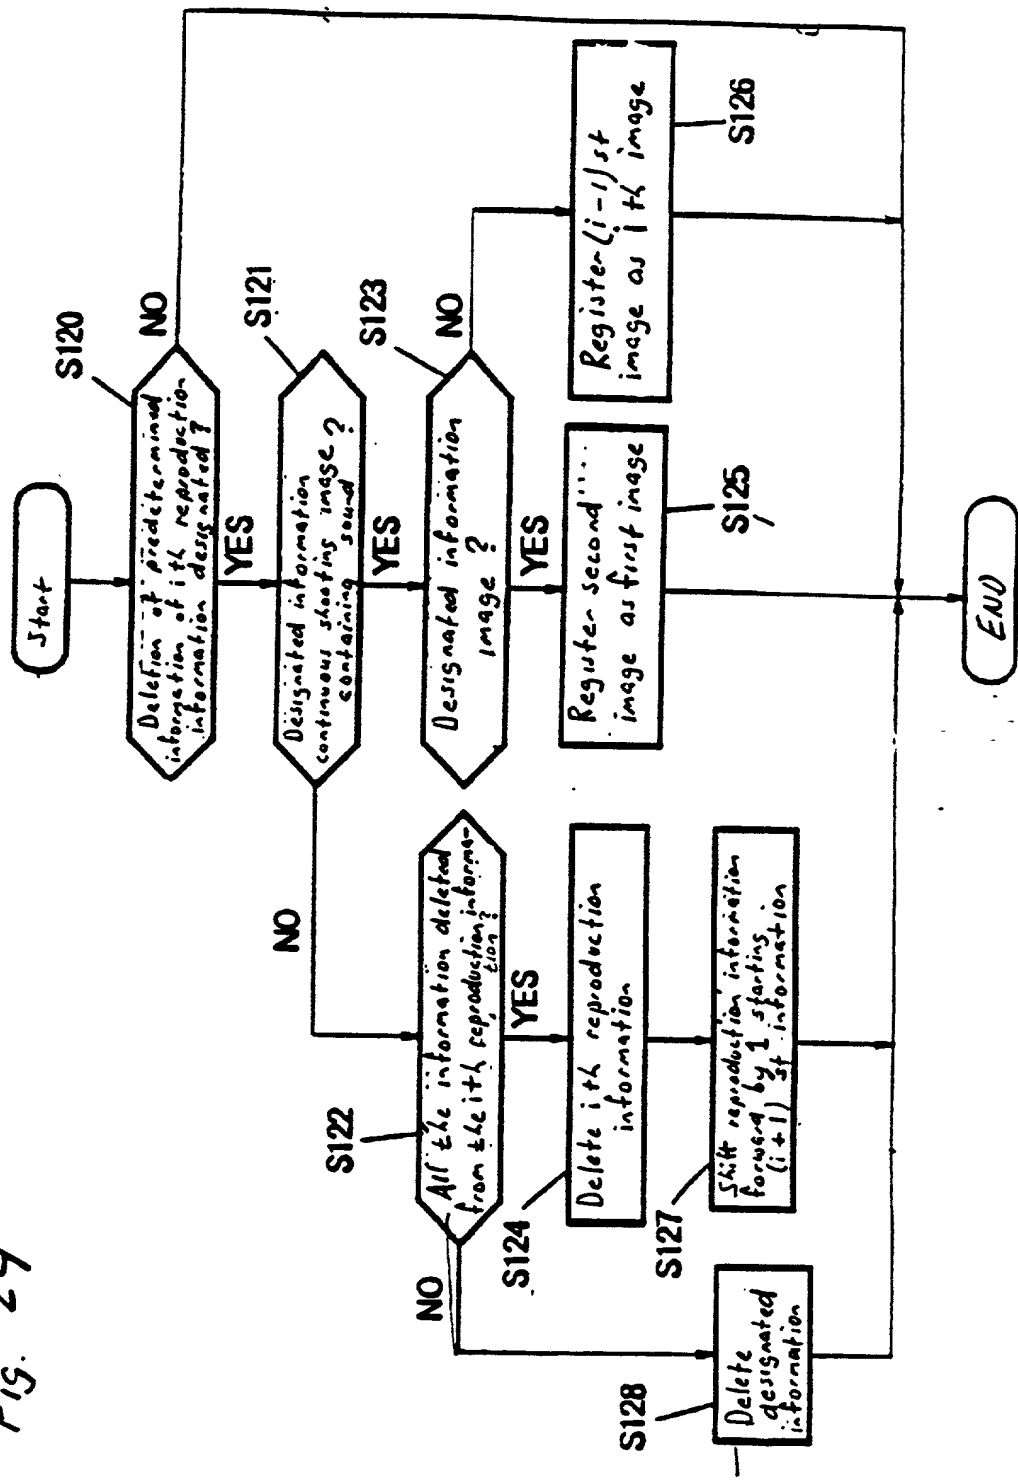 Fig. 29
Start
S120
Deletion of predetermined
information of ith reproduction
information designated?
NO
YES
S121
Designated information
continuous shooting image
containing sound ?
NO
YES
S122
All the information deleted
from the ith reproduction informa-
tion?
NO
YES
S123
Designated information
image ?
NO
YES
S124
Delete ith reproduction
information
S125
Register second
image as first image
S126
Register (i-1)st
image as ith image
S127
Shift reproduction information
forward by 1 starting
(i+1) st information
S128
Delete
designated
information
END